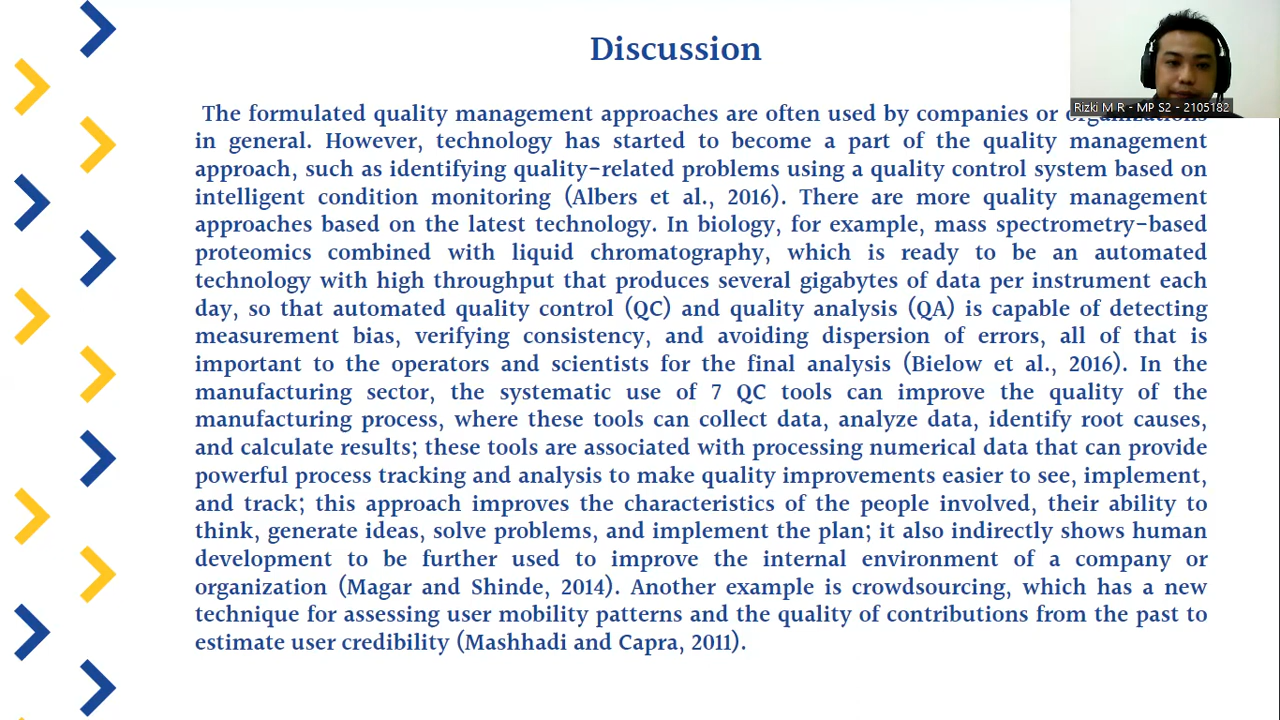 Discussion
Rizki M R - MP S2 - 2105182
The formulated quality management approaches are often used by companies or organizations
in general. However, technology has started to become a part of the quality management
approach, such as identifying quality-related problems using a quality control system based on
intelligent condition monitoring (Albers et al., 2016). There are more quality management
approaches based on the latest technology. In biology, for example, mass spectrometry-based
proteomics combined with liquid chromatography, which is ready to be an automated
technology with high throughput that produces several gigabytes of data per instrument each
day, so that automated quality control (QC) and quality analysis (QA) is capable of detecting
measurement bias, verifying consistency, and avoiding dispersion of errors, all of that is
important to the operators and scientists for the final analysis (Bielow et al., 2016). In the
manufacturing sector, the systematic use of 7 QC tools can improve the quality of the
manufacturing process, where these tools can collect data, analyze data, identify root causes,
and calculate results; these tools are associated with processing numerical data that can provide
powerful process tracking and analysis to make quality improvements easier to see, implement,
and track; this approach improves the characteristics of the people involved, their ability to
think, generate ideas, solve problems, and implement the plan; it also indirectly shows human
development to be further used to improve the internal environment of a company or
organization (Magar and Shinde, 2014). Another example is crowdsourcing, which has a new
technique for assessing user mobility patterns and the quality of contributions from the past to
estimate user credibility (Mashhadi and Capra, 2011).